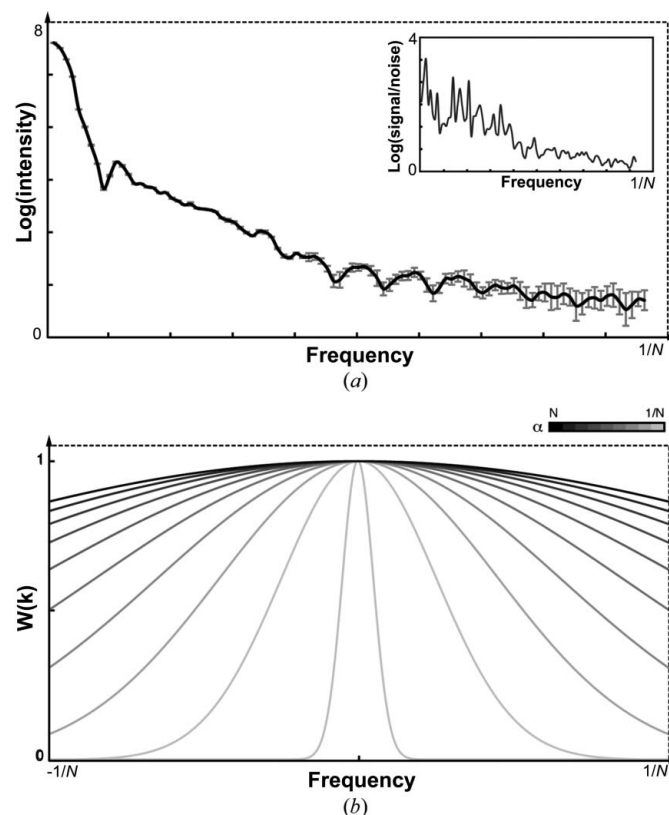 8
Log(intensity)
0
Frequency
1/N
4
Log(signal/noise)
0
Frequency
1/N
(a)
α
N
1/N
1
W(k)
0
-1/N
Frequency
1/N
(b)